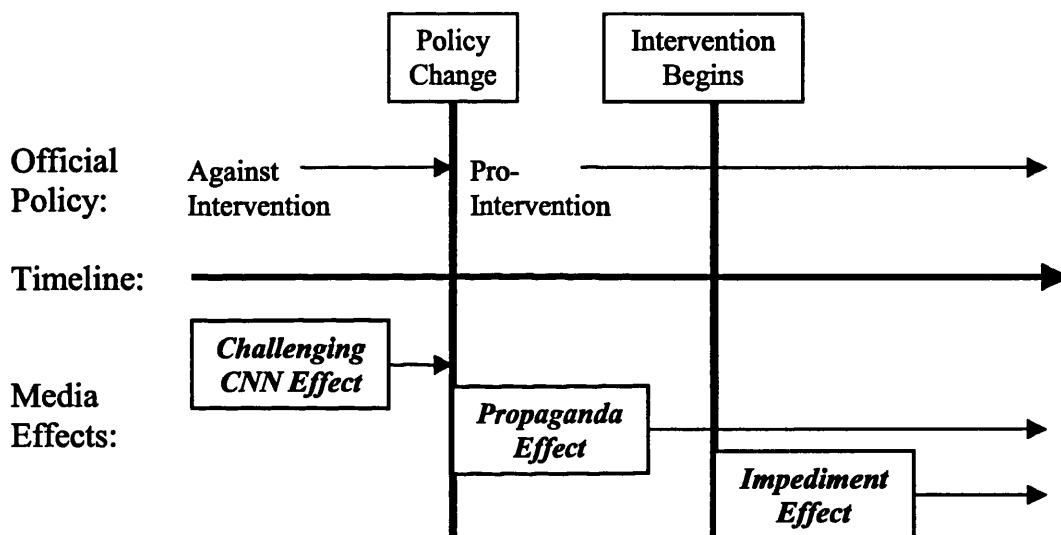 Policy
Change
Intervention
Begins
Official
Policy:
Against
Intervention
Pro-
Intervention
Timeline:
Challenging
CNN Effect
Media
Effects:
Propaganda
Effect
Impediment
Effect